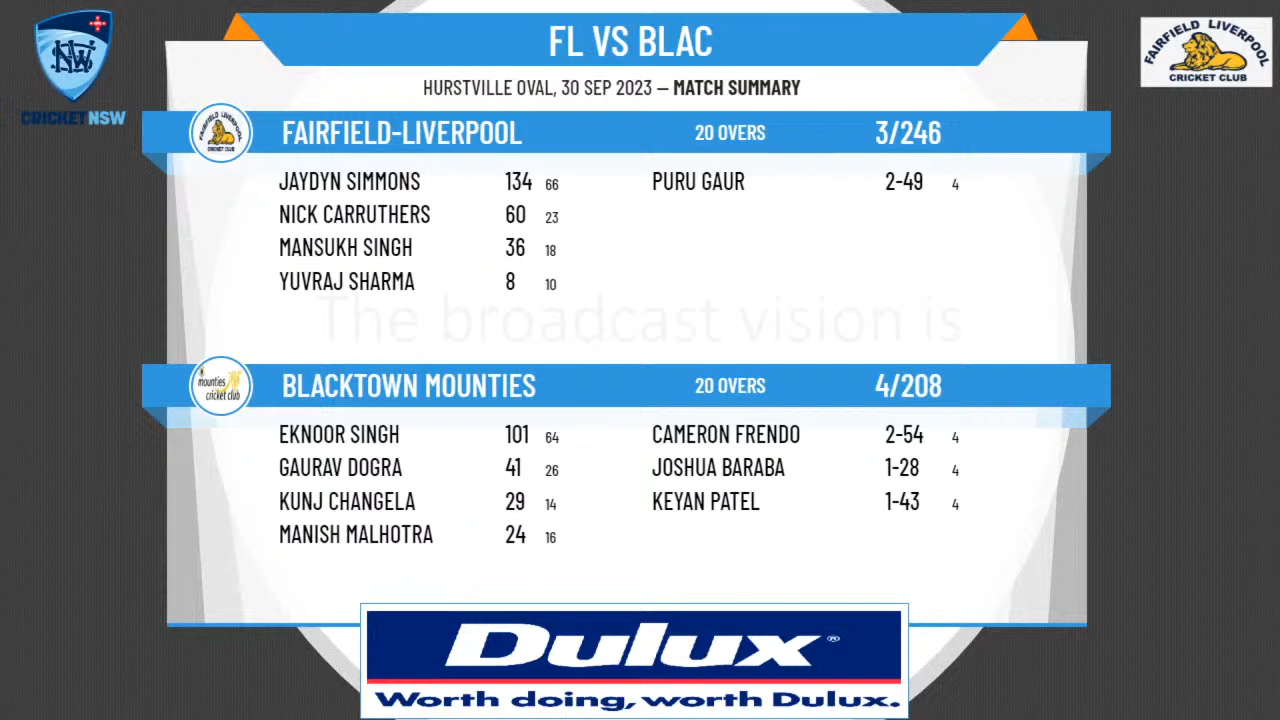 FL VS BLAC
HURSTVILLE OVAL, 30 SEP 2023 – MATCH SUMMARY
CRICKET NSW
FAIRFIELD LIVERPOOL
CRICKET CLUB
FAIRFIELD-LIVERPOOL 20 OVERS 3/246
JAYDYN SIMMONS 134 66 PURU GAUR 2-49 4
NICK CARRUTHERS 60 23
MANSUKH SINGH 36 18
YUVRAJ SHARMA 8 10
The broadcast vision is
mounties
cricket club
BLACKTOWN MOUNTIES 20 OVERS 4/208
EKNOOR SINGH 101 64 CAMERON FRENDO 2-54 4
GAURAV DOGRA 41 26 JOSHUA BARABA 1-28 4
KUNJ CHANGELA 29 14 KEYAN PATEL 1-43 4
MANISH MALHOTRA 24 16
Dulux®
Worth doing, worth Dulux.